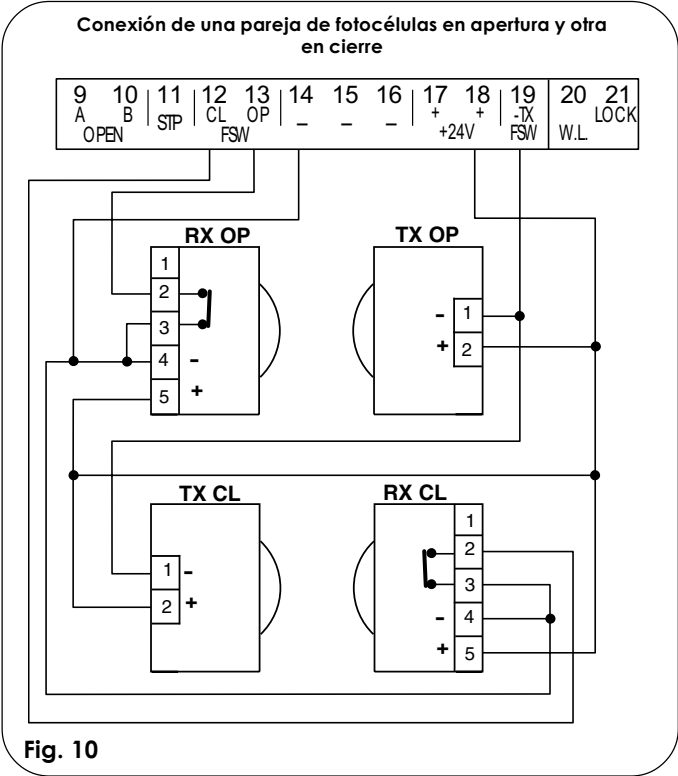 Conexión de una pareja de fotocélulas en apertura y otra
en cierre
9 10 11 12 13 14 15 16 17 18 19 20 21
A B STP CL OP – – – + + -TX LOCK
OPEN FSW +24V FSW W.L.
RX OP TX OP
1
2
3
4 -
5 +
- 1
+ 2
TX CL RX CL
1 -
2 +
1
2
3
- 4
+ 5
Fig. 10